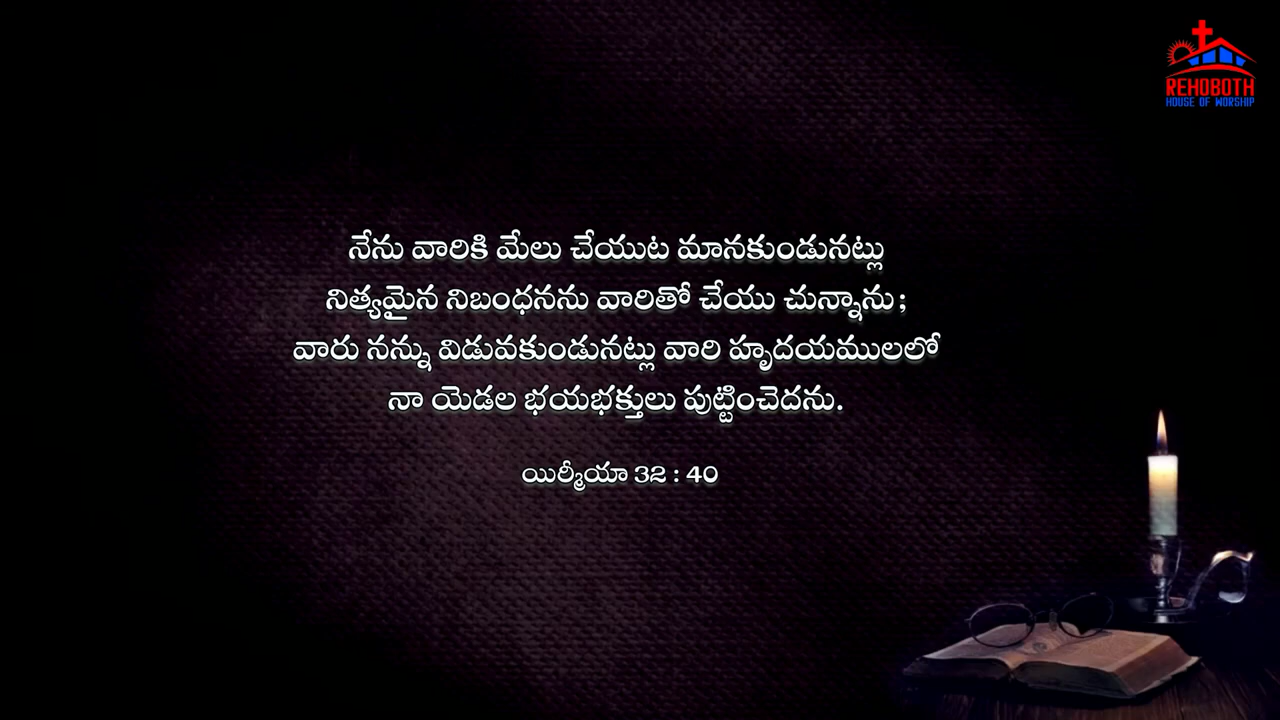 REHOBOTH
HOUSE OF WORSHIP
నేను వారికి మేలు చేయుట మానకుండునట్లు
నిత్యమైన నిబంధనను వారితో చేయు చున్నాను;
వారు నన్ను విడువకుండునట్లు వారి హృదయములలో
నా యెడల భయభక్తులు పుట్టించెదను.
యిర్మీయా 32 : 40